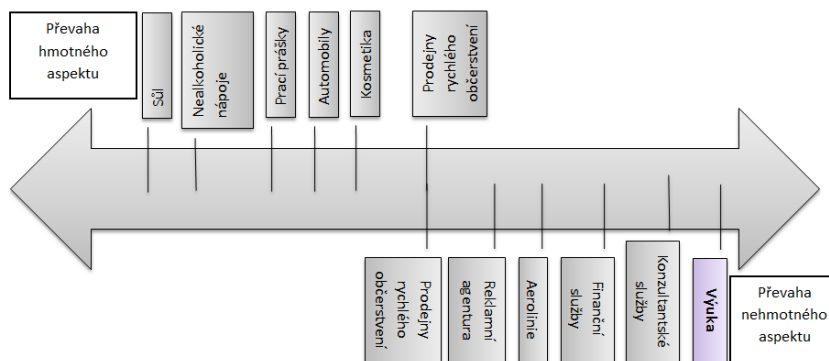 Převaha
hmotného
aspektu
Sůl
Nealkoholické
nápoje
Prací prášky
Automobily
Kosmetika
Prodejny
rychlého
občerstvení
Prodejny
rychlého
občerstvení
Reklamní
agentura
Aerolinie
Finanční
služby
Konzultantské
služby
Výuka
Převaha
nehmotného
aspektu